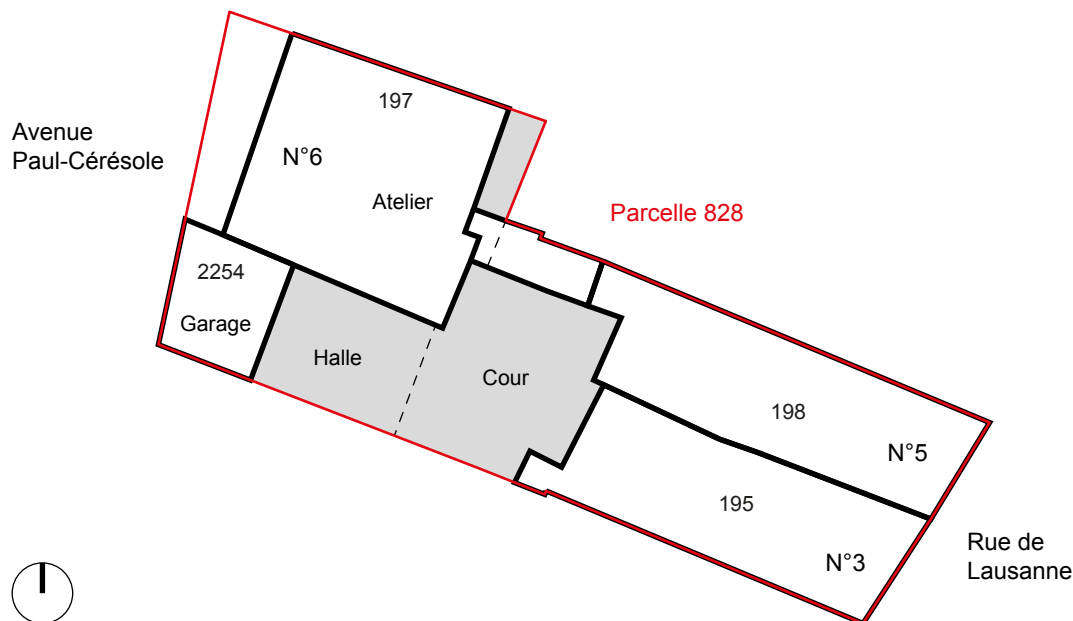 197
Avenue
Paul-Cérésole
N°6
Atelier
Parcelle 828
2254
Garage
Halle
Cour
198
N°5
195
N°3
Rue de
Lausanne